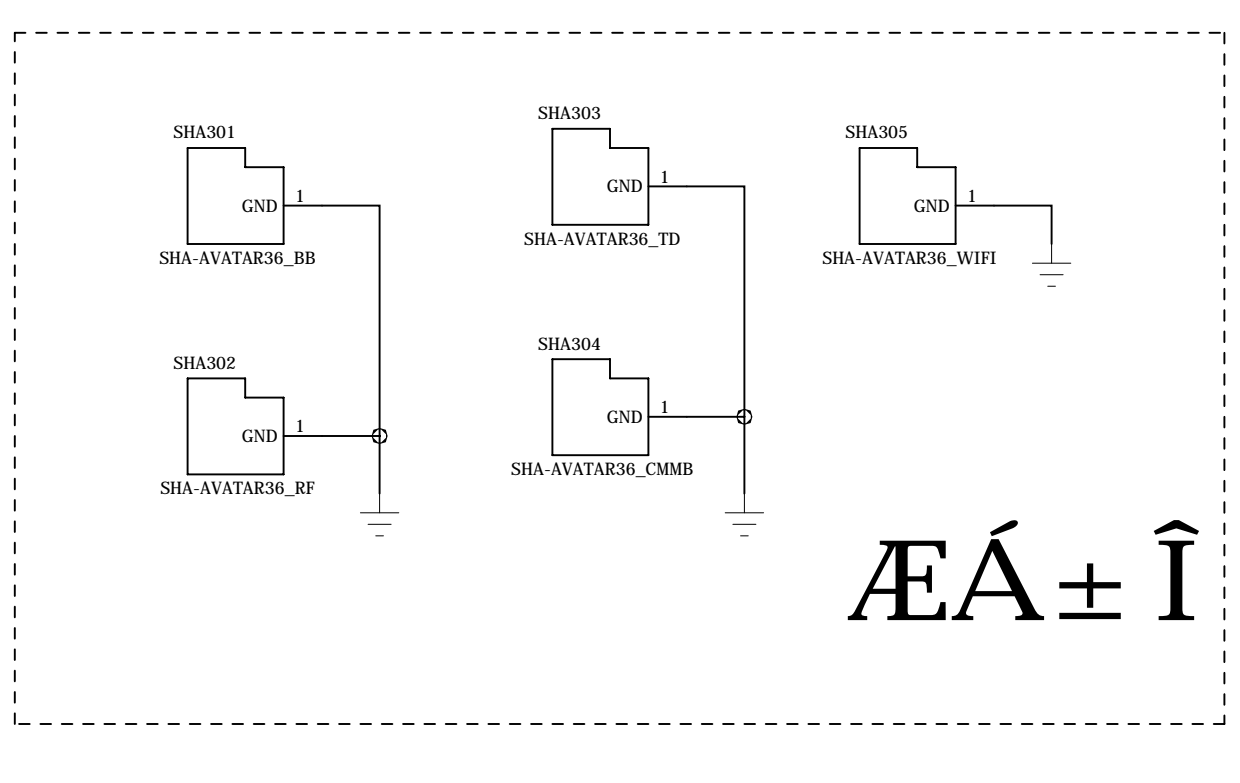 SHA301
1
GND
SHA-AVATAR36_BB
SHA302
1
GND
SHA-AVATAR36_RF
SHA303
1
GND
SHA-AVATAR36_TD
SHA304
1
GND
SHA-AVATAR36_CMMB
SHA305
1
GND
SHA-AVATAR36_WIFI
ÆÁ± Î